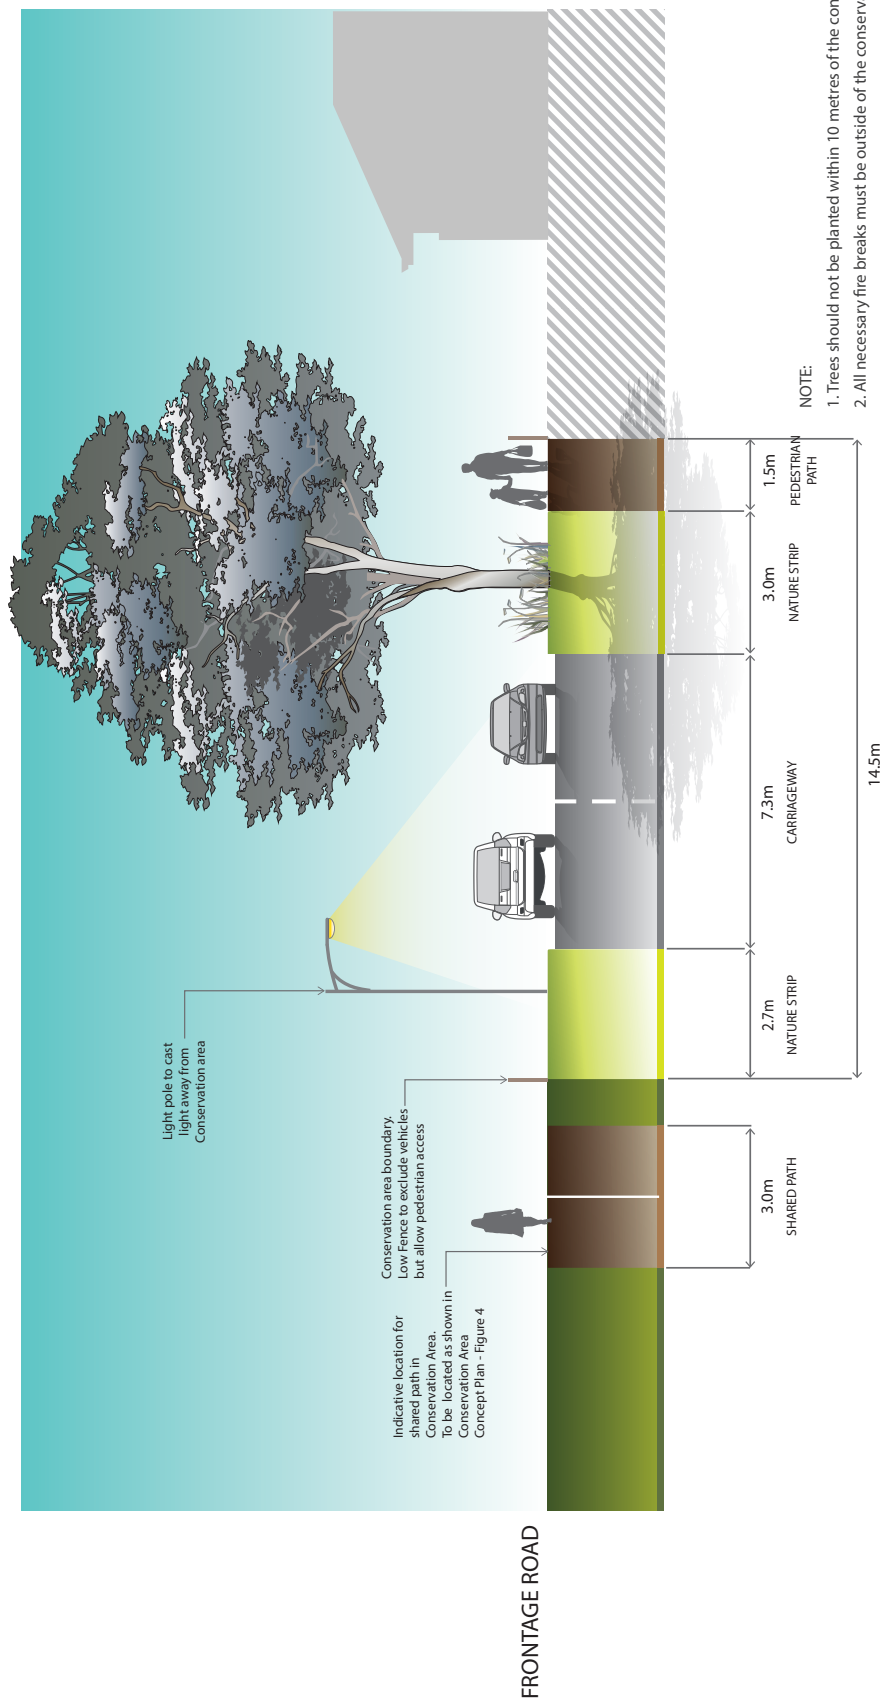 FRONTAGE ROAD
Indicative location for
shared path in
Conservation Area.
To be located as shown in
Conservation Area
Concept Plan - Figure 4
Conservation area boundary.
Low Fence to exclude vehicles
but allow pedestrian access
Light pole to cast
light away from
Conservation area
3.0m
SHARED PATH
2.7m
NATURE STRIP
7.3m
CARRIAGEWAY
3.0m
NATURE STRIP
1.5m
PEDESTRIAN
PATH
14.5m
NOTE:
1. Trees should not be planted within 10 metres of the
2. All necessary fire breaks must be outside of the